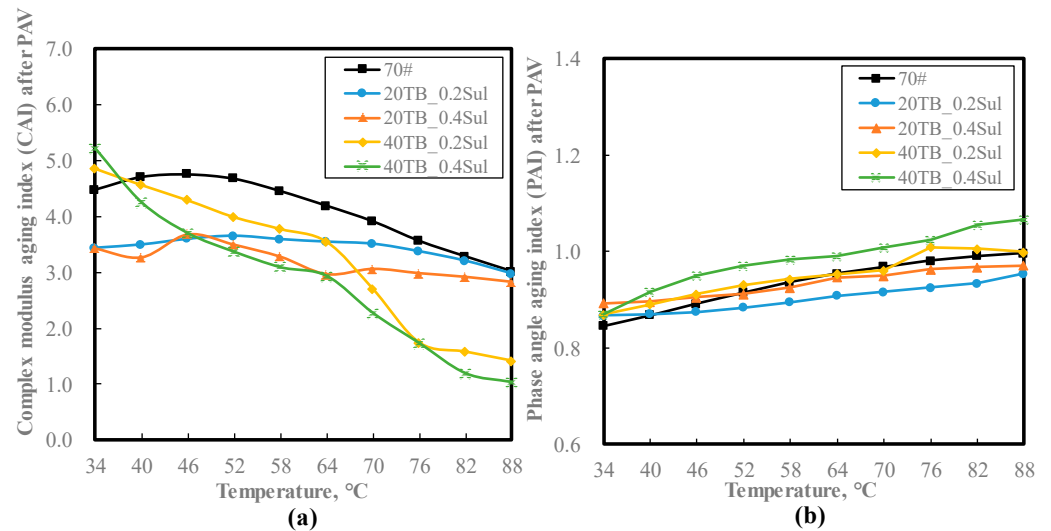 Complex modulus aging index (CAI) after PAV
7.0
6.0
5.0
4.0
3.0
2.0
1.0
0.0
34 40 46 52 58 64 70 76 82 88
Temperature, °C
(a)
70#
20TB_0.2Sul
20TB_0.4Sul
40TB_0.2Sul
40TB_0.4Sul
Phase angle aging index (PAI) after PAV
1.4
1.2
1.0
0.8
0.6
34 40 46 52 58 64 70 76 82 88
Temperature, °C
(b)
70#
20TB_0.2Sul
20TB_0.4Sul
40TB_0.2Sul
40TB_0.4Sul